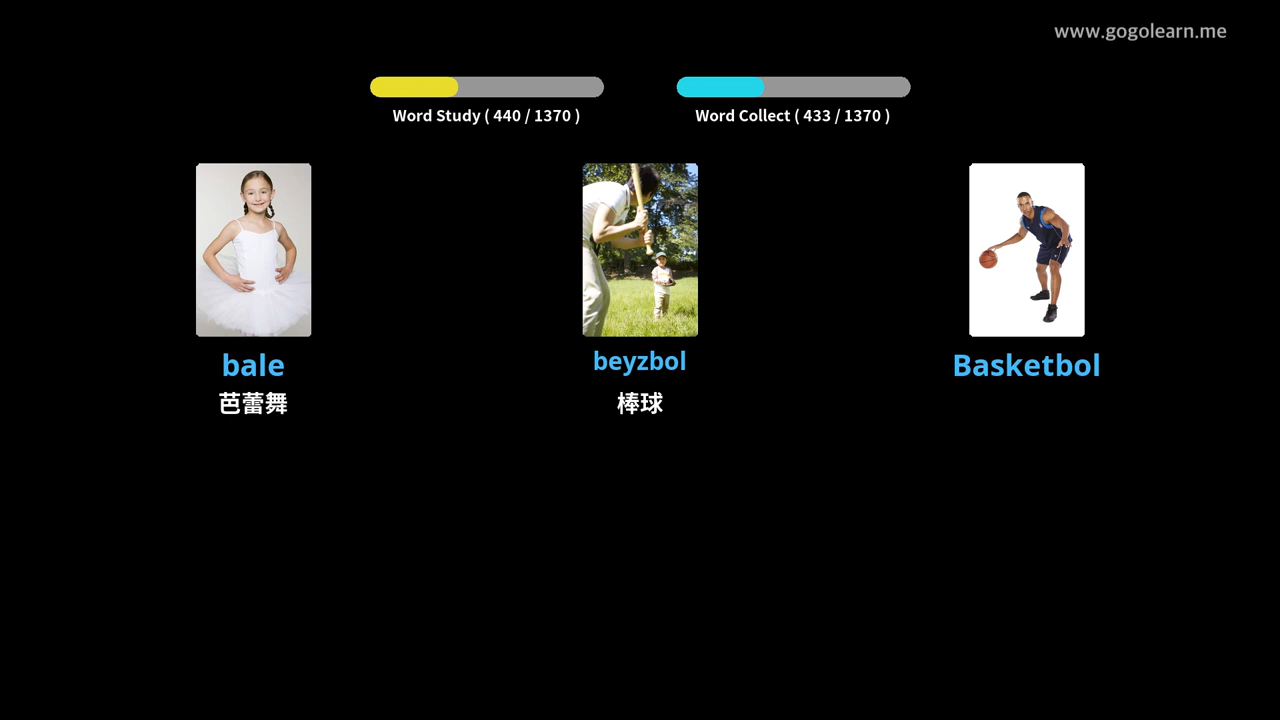 www.gogolearn.me
Word Study ( 440 / 1370 )
Word Collect ( 433 / 1370 )
bale
芭蕾舞
beyzbol
棒球
Basketbol